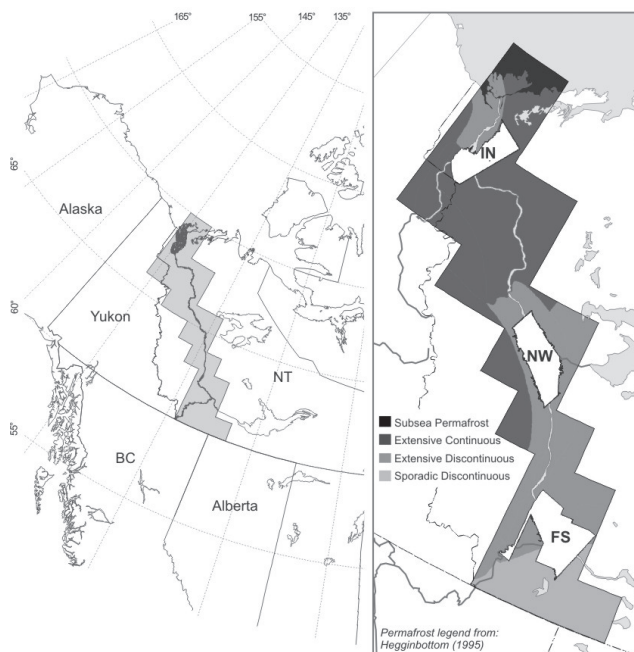 165°
155°
145°
135°
65°
60°
55°
Alaska
Yukon
NT
BC
Alberta
IN
NW
FS
Subsea Permafrost
Extensive Continuous
Extensive Discontinuous
Sporadic Discontinuous
Permafrost legend from:
Hegginbottom (1995)